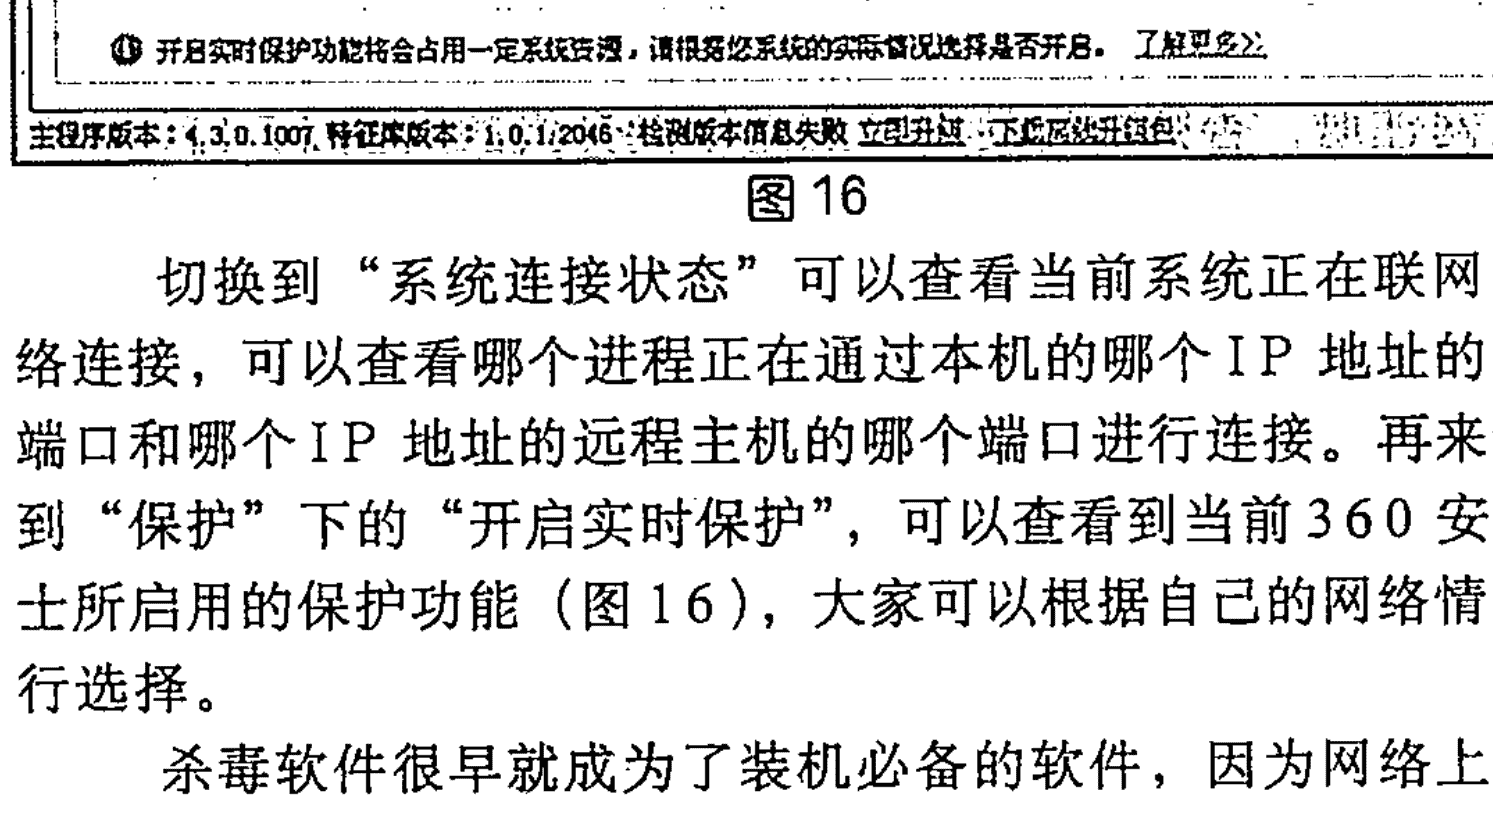 开启实时保护功能将会占用一定系统资源，请根据您系统的实际情况选择是否开启。 了解更多>>
主程序版本：4.3.0.1007 特征库版本：1.0.1.2046 检测版本信息失败 立即升级
图 16
切换到“系统连接状态”可以查看当前系统正在联网
络连接，可以查看哪个进程正在通过本机的哪个IP 地址的
端口和哪个IP 地址的远程主机的哪个端口进行连接。再来
到“保护”下的“开启实时保护”，可以查看到当前360 安
士所启用的保护功能（图16），大家可以根据自己的网络情
行选择。
杀毒软件很早就成为了装机必备的软件，因为网络上